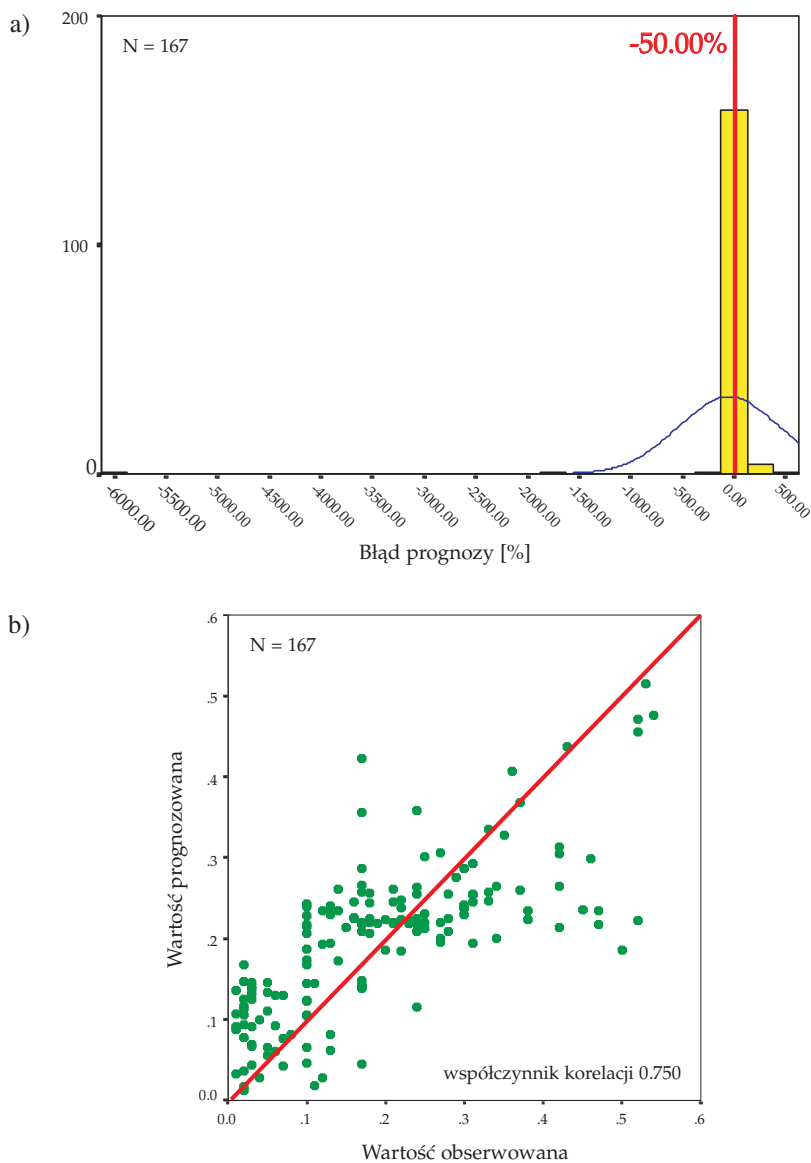 a)
200
N = 167
-50.00%
100
0
-6000.00 -5500.00 -5000.00 -4500.00 -4000.00 -3500.00 -3000.00 -2500.00 -2000.00 -1500.00 -1000.00 -500.00 0.00 500.00
Błąd prognozy [%]
b)
.6
N = 167
.5
.4
.3
.2
.1
0.0
Wartość prognozowana
współczynnik korelacji 0.750
0.0 .1 .2 .3 .4 .5 .6
Wartość obserwowana